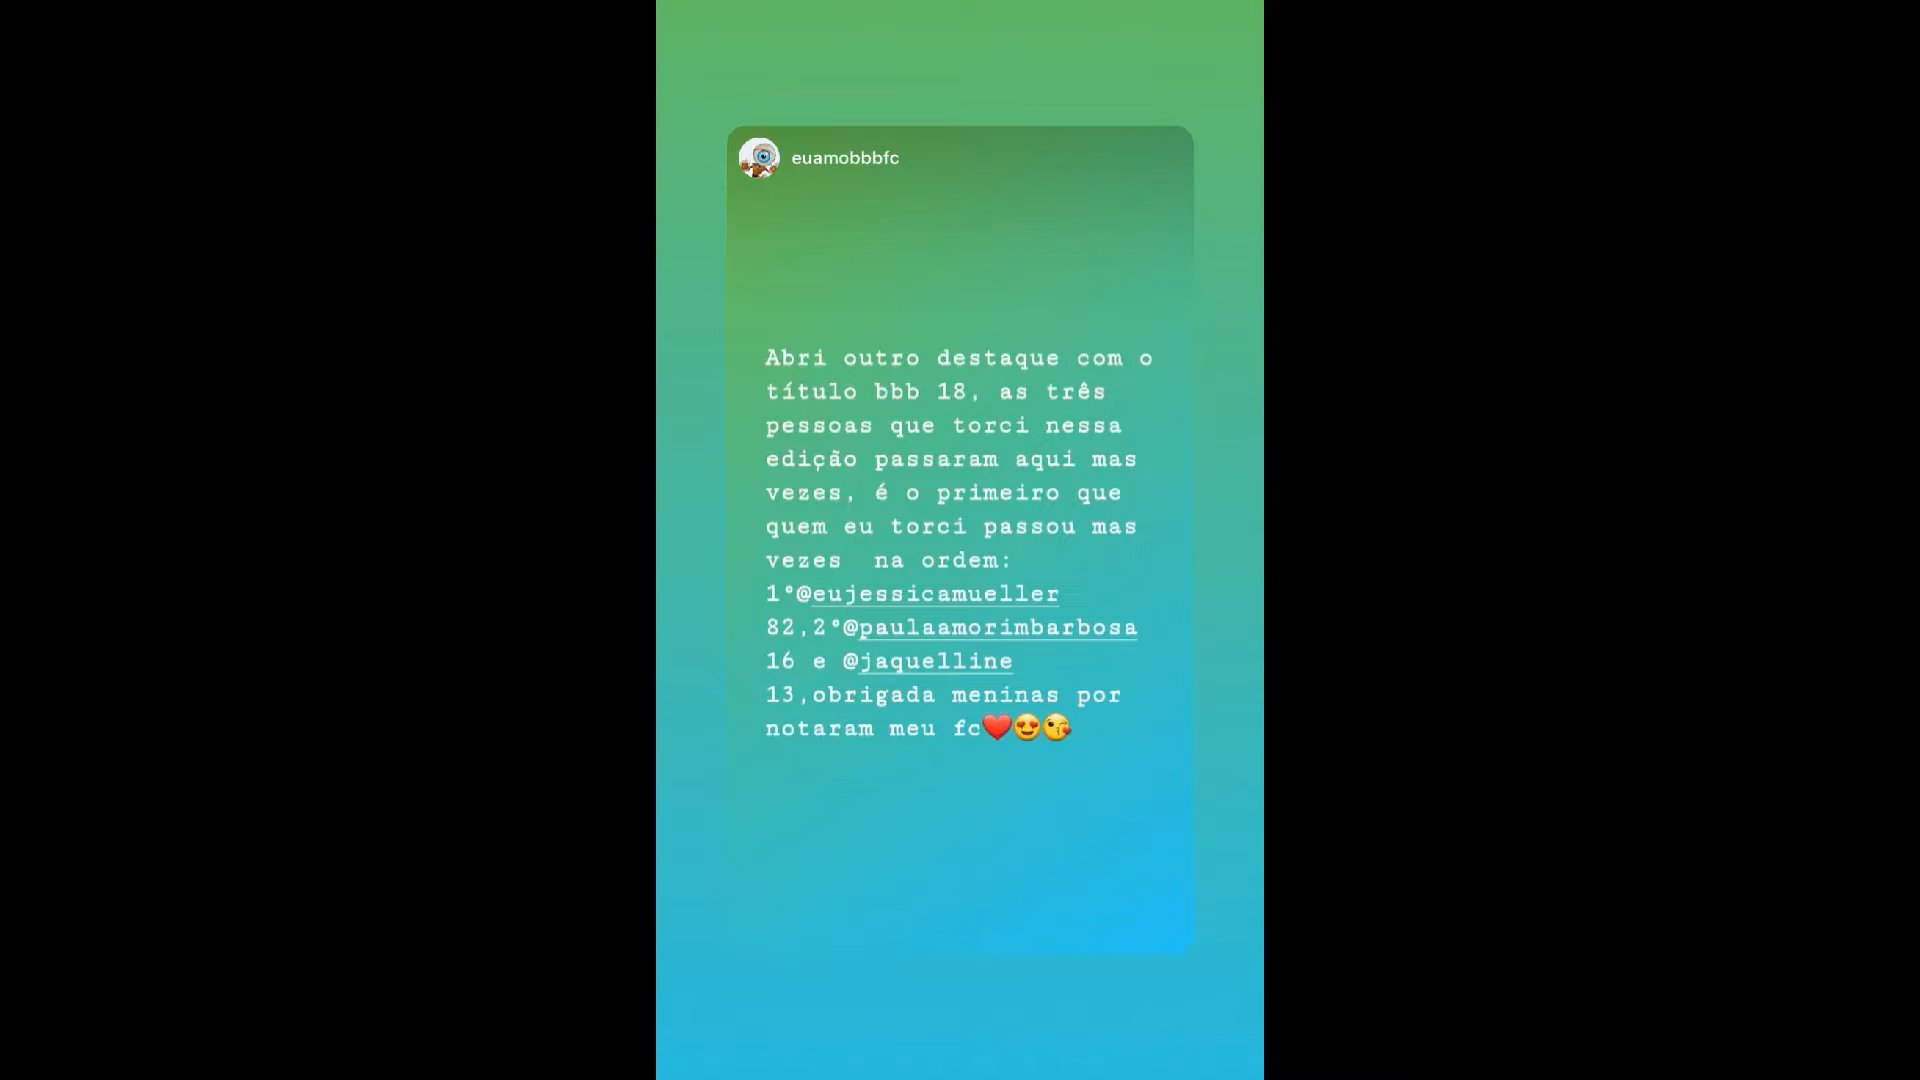 euamobbbfc
Abri outro destaque com o
título bbb 18, as três
pessoas que torci nessa
edição passaram aqui mas
vezes, é o primeiro que
quem eu torci passou mas
vezes  na ordem:
1°@eujessicamueller
82,2°@paulaamorimbarbosa
16 e @jaquelline
13,obrigada meninas por
notaram meu fc❤️😍😘